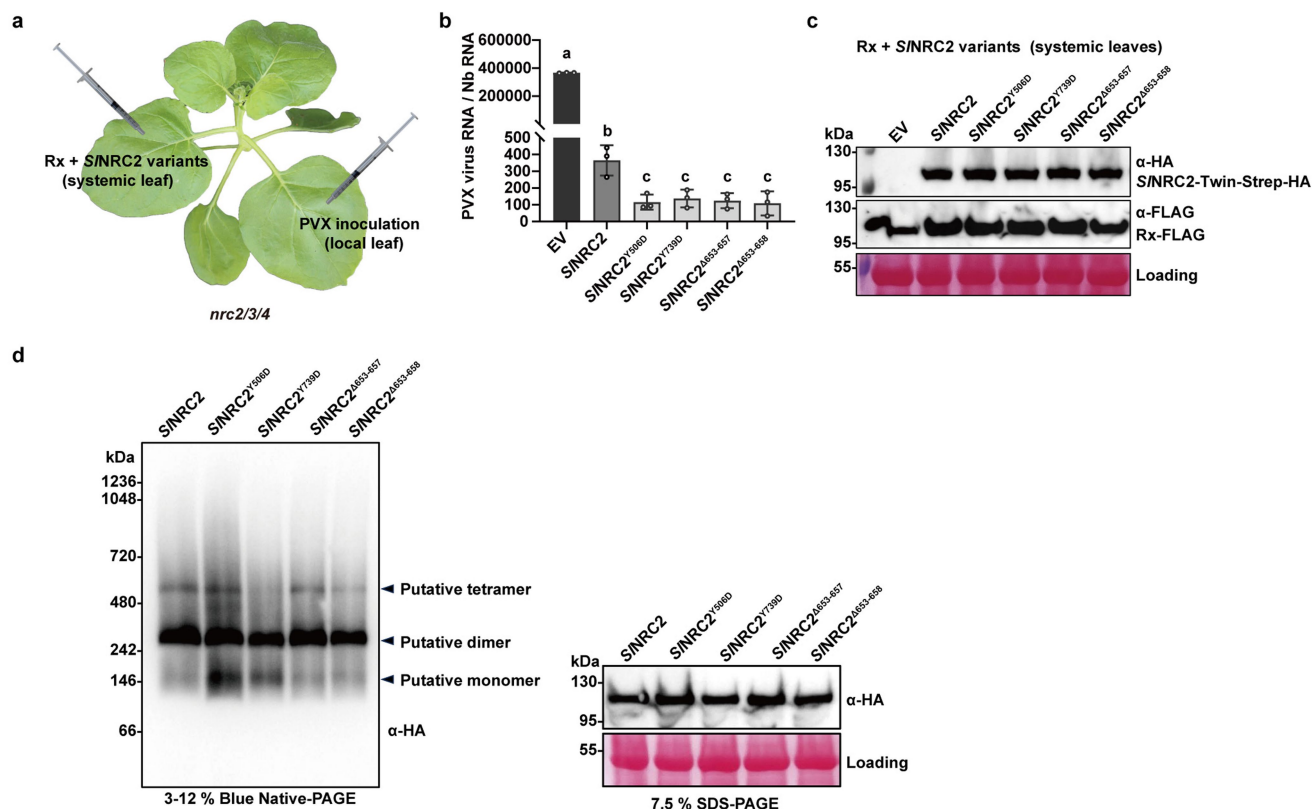 a
Rx + SlNRC2 variants
(systemic leaf)
PVX inoculation
(local leaf)
nrc2/3/4
b
PVX virus RNA / Nb RNA
600000
400000
200000
500
400
300
200
100
0
a
b
c
c
c
c
EV
SlNRC2
SlNRC2Y506D
SlNRC2Y739D
SlNRC2Δ653-657
SlNRC2Δ653-658
c
Rx + SlNRC2 variants (systemic leaves)
EV
SlNRC2
SlNRC2Y506D
SlNRC2Y739D
SlNRC2Δ653-657
SlNRC2Δ653-658
kDa
130
95
α-HA
SlNRC2-Twin-Strep-HA
130
95
α-FLAG
Rx-FLAG
55
Loading
d
SlNRC2
SlNRC2Y506D
SlNRC2Y739D
SlNRC2Δ653-657
SlNRC2Δ653-658
kDa
1236
1048
720
480
242
146
66
Putative tetramer
Putative dimer
Putative monomer
α-HA
3-12 % Blue Native-PAGE
SlNRC2
SlNRC2Y506D
SlNRC2Y739D
SlNRC2Δ653-657
SlNRC2Δ653-658
kDa
130
95
α-HA
55
Loading
7.5 % SDS-PAGE